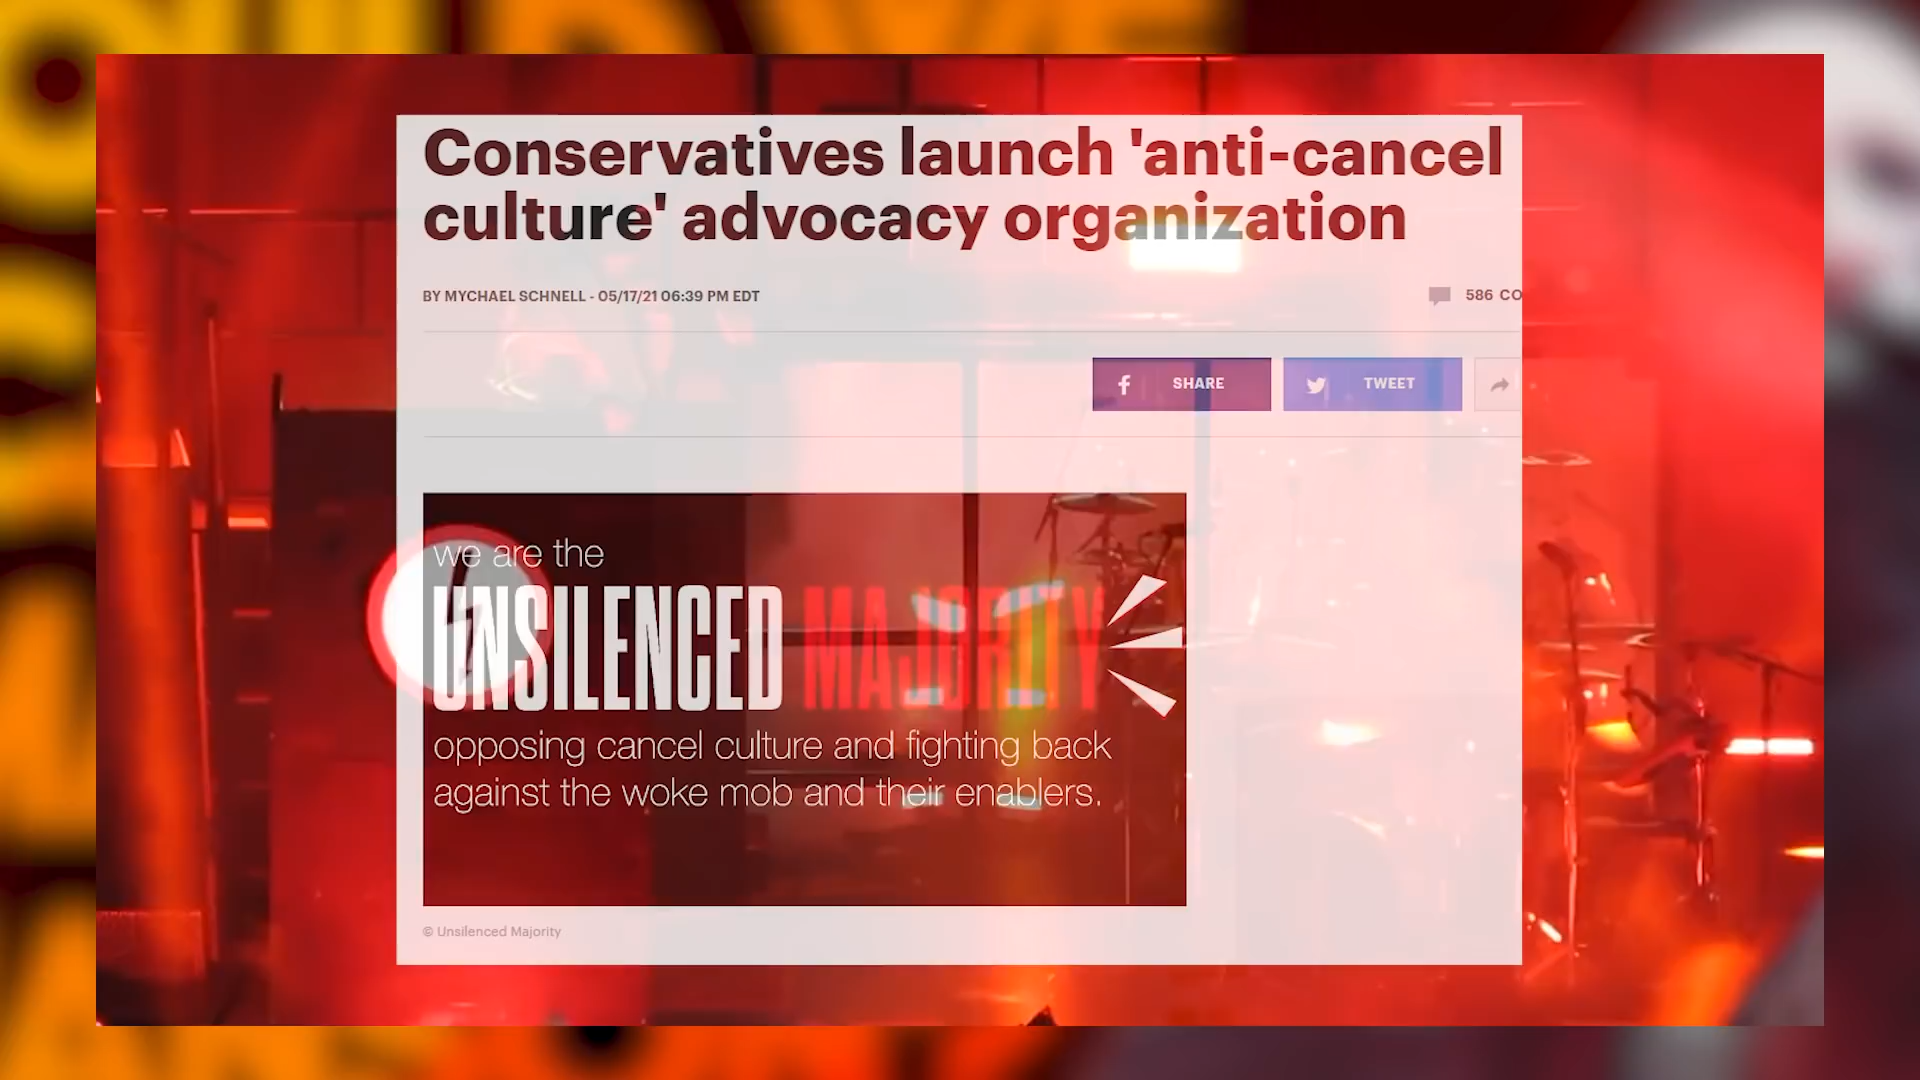 Conservatives launch 'anti-cancel
culture' advocacy organization
BY MYCHAEL SCHNELL - 05/17/21 06:39 PM EDT
586 CO
SHARE
TWEET
we are the
UNSILENCED MAJORITY
opposing cancel culture and fighting back
against the woke mob and their enablers.
© Unsilenced Majority